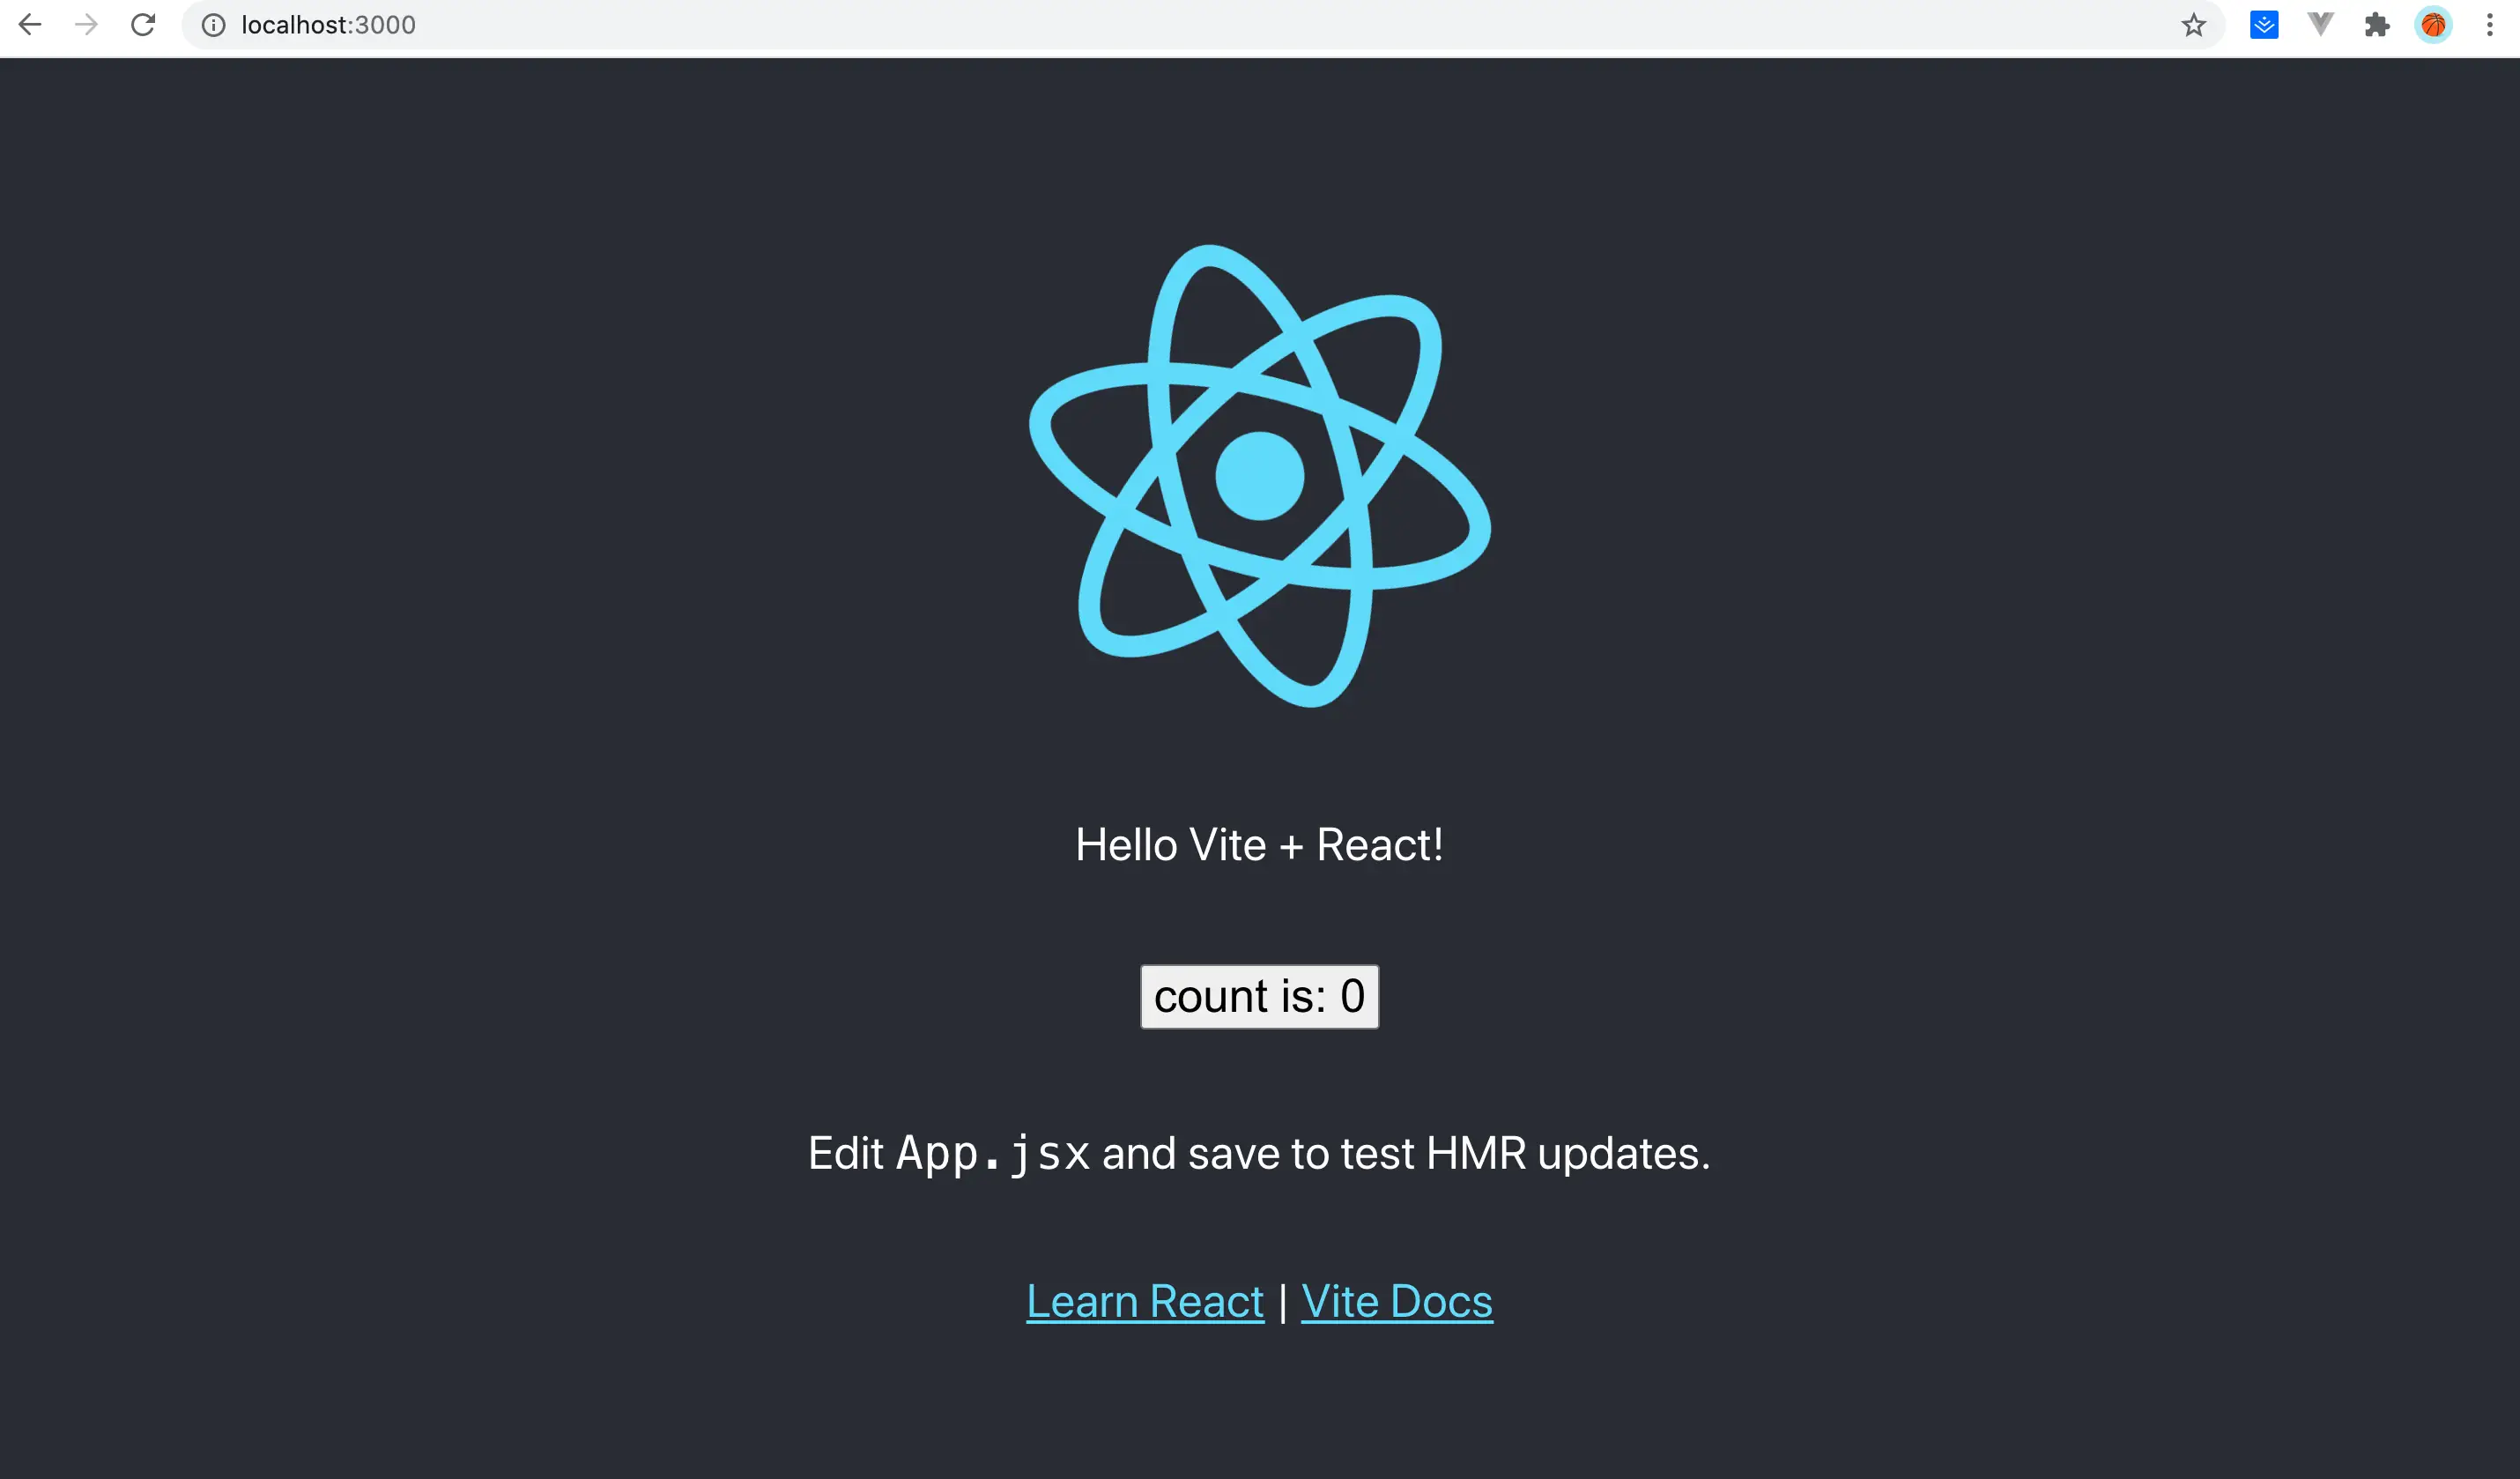 localhost:3000
Hello Vite + React!
count is: 0
Edit App.jsx and save to test HMR updates.
Learn React | Vite Docs